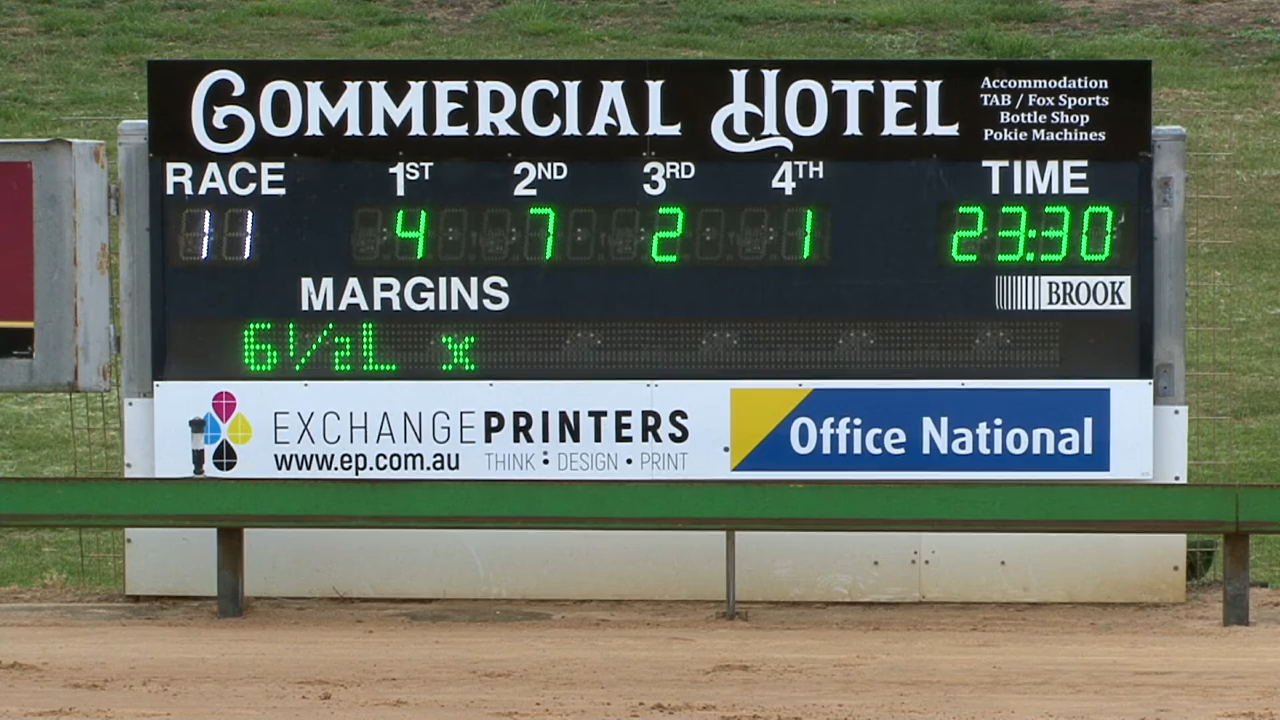 COMMERCIAL HOTEL
Accommodation
TAB / Fox Sports
Bottle Shop
Pokie Machines
RACE 1ST 2ND 3RD 4TH TIME
11 4 7 2 1 23:30
MARGINS
BROOK
6½L x
EXCHANGEPRINTERS
www.ep.com.au THINK • DESIGN • PRINT
Office National